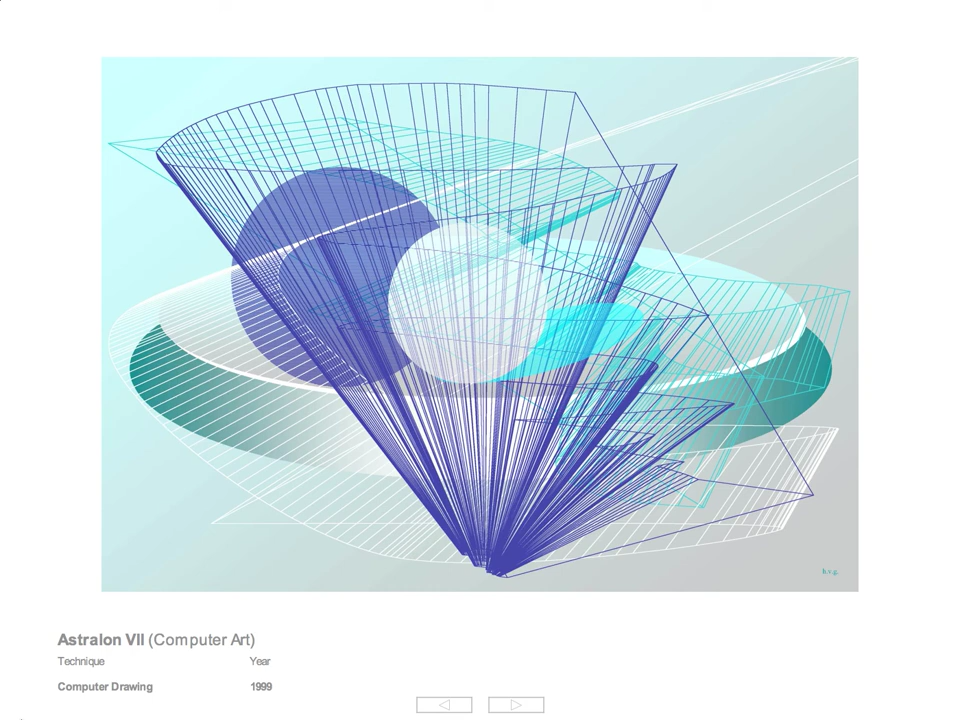 h.v.g.
Astralon VII (Computer Art)
Technique Year
Computer Drawing 1999